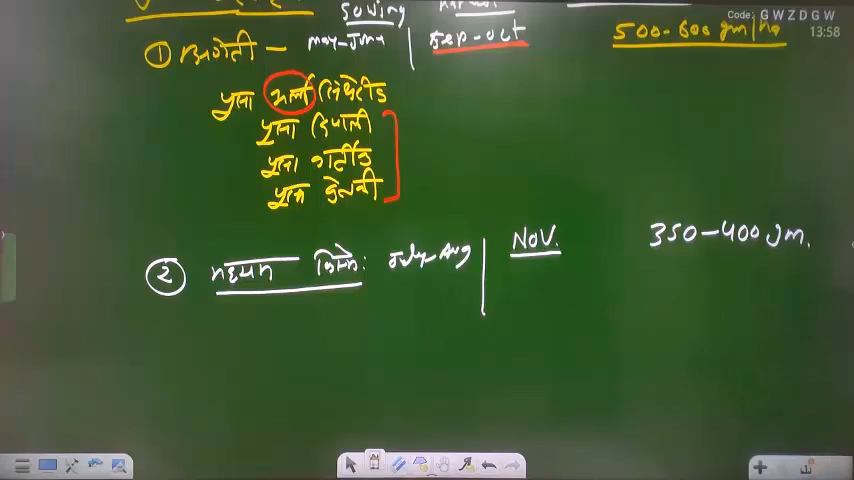 Code: G W Z D G W
13:58
Sowing
① अगेती — may-June | Sep-oct 500-600 gm/ha
पूसा अर्ली सिंथेटिक
पूसा दिपाली
पूसा कार्तिक
पूसा केतकी
② मध्यम किस्में: July-Aug | Nov. 350-400 gm.